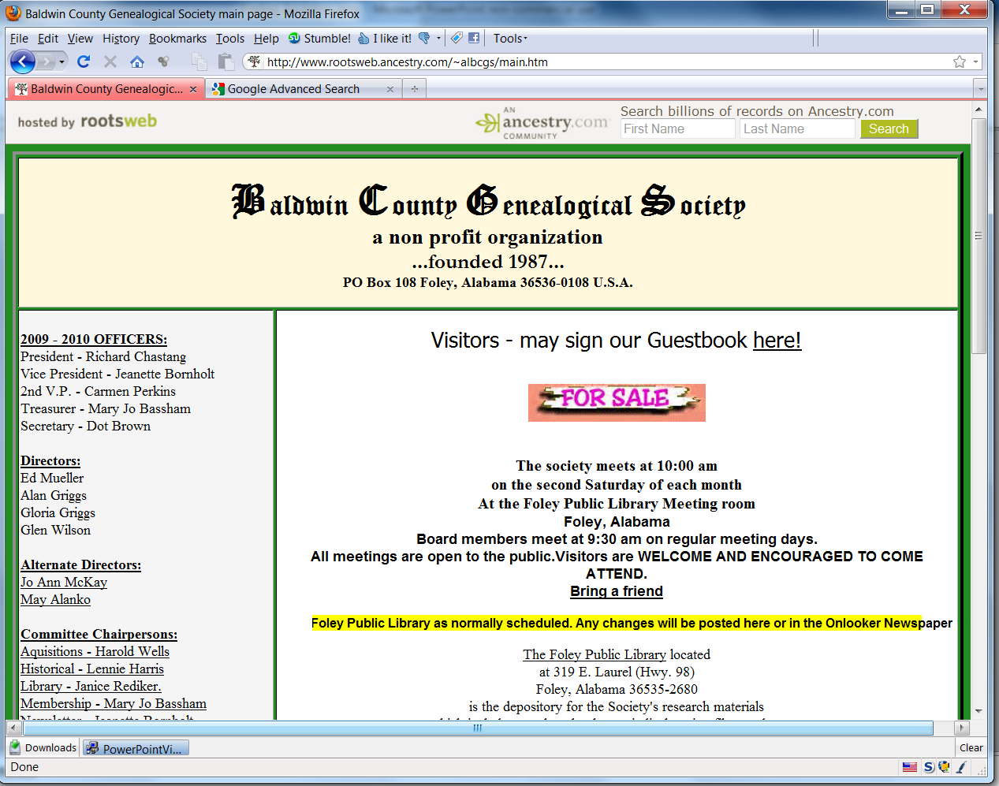 Baldwin County Genealogical Society main page - Mozilla Firefox
File Edit View History Bookmarks Tools Help Stumble! I like it! Tools
http://www.rootsweb.ancestry.com/~albcgs/main.htm
Baldwin County Genealogic... Google Advanced Search
hosted by rootsweb
AN
ancestry.com
COMMUNITY
Search billions of records on Ancestry.com
First Name Last Name Search
Baldwin County Genealogical Society
a non profit organization
...founded 1987...
PO Box 108 Foley, Alabama 36536-0108 U.S.A.
2009 - 2010 OFFICERS:
President - Richard Chastang
Vice President - Jeanette Bornholt
2nd V.P. - Carmen Perkins
Treasurer - Mary Jo Bassham
Secretary - Dot Brown
Directors:
Ed Mueller
Alan Griggs
Gloria Griggs
Glen Wilson
Alternate Directors:
Jo Ann McKay
May Alanko
Committee Chairpersons:
Aquisitions - Harold Wells
Historical - Lennie Harris
Library - Janice Rediker.
Membership - Mary Jo Bassham
Visitors - may sign our Guestbook here!
FOR SALE
The society meets at 10:00 am
on the second Saturday of each month
At the Foley Public Library Meeting room
Foley, Alabama
Board members meet at 9:30 am on regular meeting days.
All meetings are open to the public.Visitors are WELCOME AND ENCOURAGED TO COME
ATTEND.
Bring a friend
Foley Public Library as normally scheduled. Any changes will be posted here or in the Onlooker Newspaper
The Foley Public Library located
at 319 E. Laurel (Hwy. 98)
Foley, Alabama 36535-2680
is the depository for the Society's research materials
Downloads PowerPointVi... Clear
Done